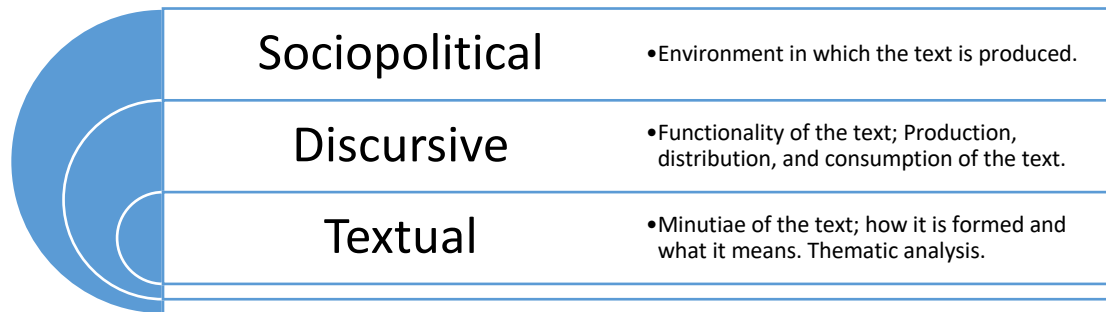 Sociopolitical
•Environment in which the text is produced.
Discursive
•Functionality of the text; Production,
distribution, and consumption of the text.
Textual
•Minutiae of the text; how it is formed and
what it means. Thematic analysis.